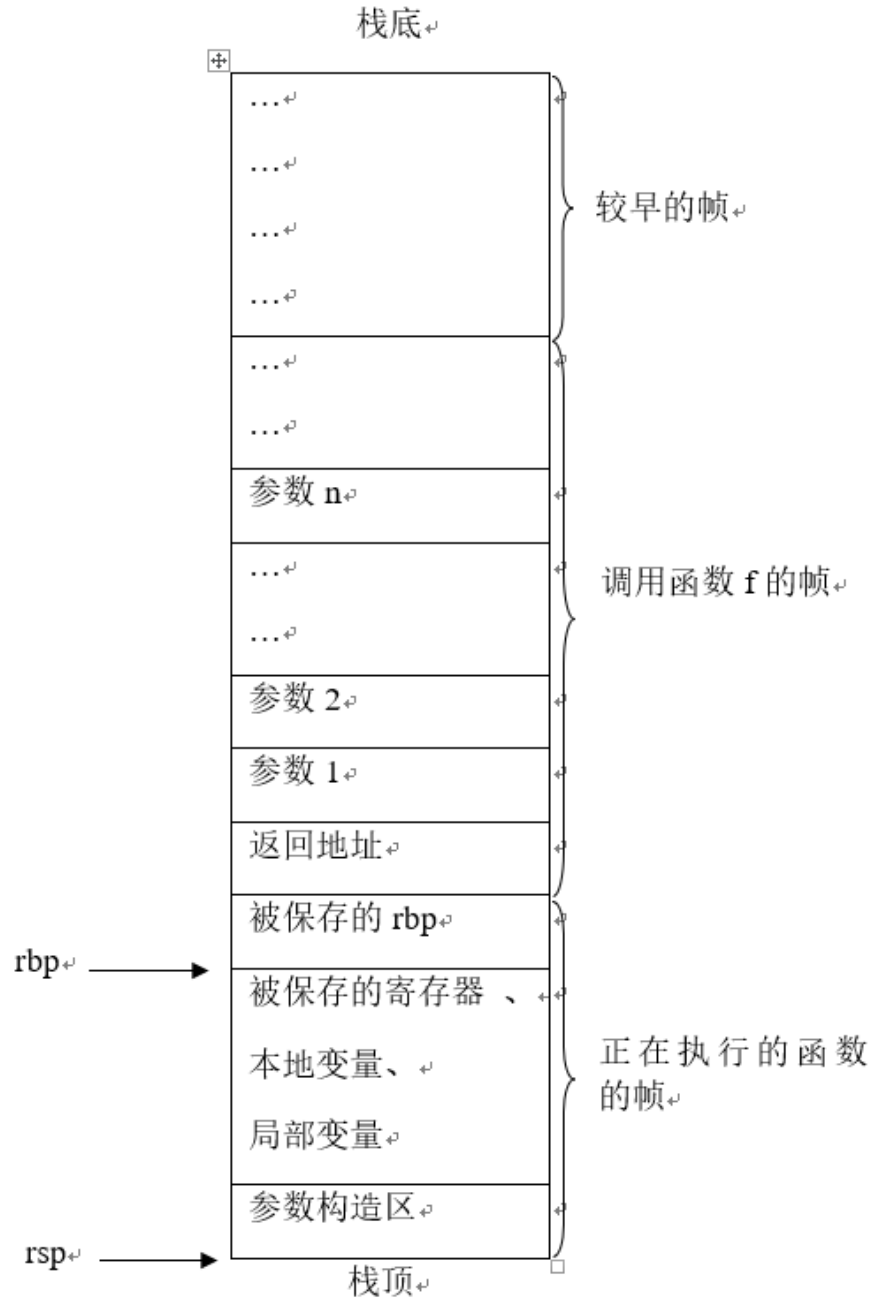 栈底
…
…
…
…
较早的帧
…
…
参数 n
…
…
调用函数 f 的帧
参数 2
参数 1
返回地址
被保存的 rbp
rbp
被保存的寄存器 、
本地变量、
局部变量
正在执行的函数
的帧
参数构造区
rsp
栈顶